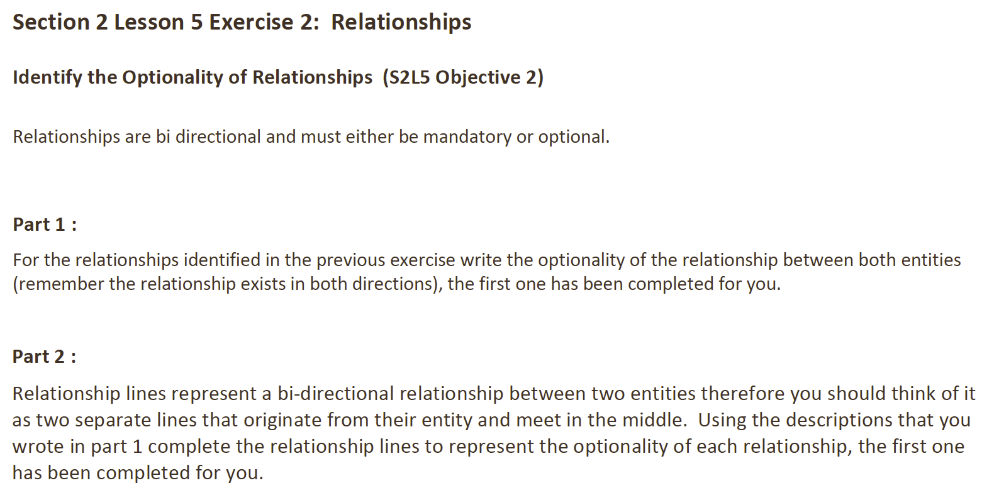 Section 2 Lesson 5 Exercise 2:  Relationships
Identify the Optionality of Relationships  (S2L5 Objective 2)
Relationships are bi directional and must either be mandatory or optional.
Part 1 :
For the relationships identified in the previous exercise write the optionality of the relationship between both entities
(remember the relationship exists in both directions), the first one has been completed for you.
Part 2 :
Relationship lines represent a bi-directional relationship between two entities therefore you should think of it
as two separate lines that originate from their entity and meet in the middle.  Using the descriptions that you
wrote in part 1 complete the relationship lines to represent the optionality of each relationship, the first one
has been completed for you.